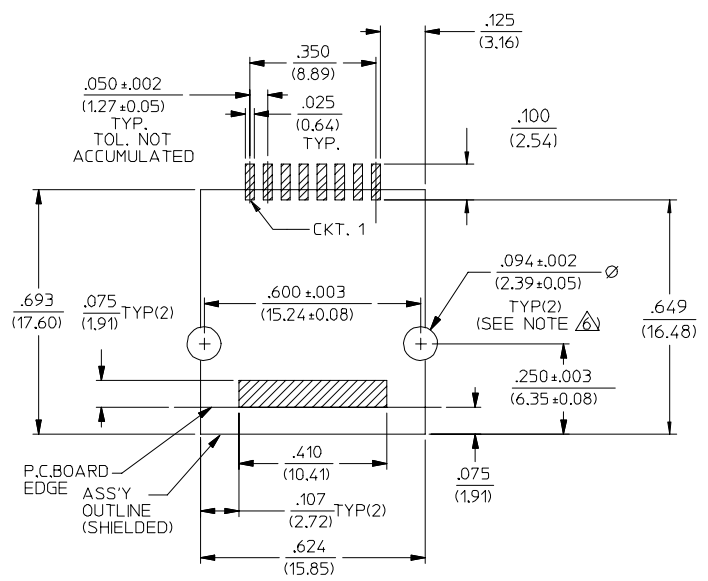 .125
(3.16)
.350
(8.89)
.050 ±.002
(1.27 ±0.05)
TYP.
TOL. NOT
ACCUMULATED
.025
(0.64)
TYP.
.100
(2.54)
CKT. 1
.094 ±.002
(2.39 ±0.05) Ø
TYP(2)
(SEE NOTE 6)
.693
(17.60)
.075
(1.91) TYP(2)
.600 ±.003
(15.24 ±0.08)
.649
(16.48)
.250 ±.003
(6.35 ±0.08)
P.C.BOARD
EDGE
ASS'Y
OUTLINE
(SHIELDED)
.410
(10.41)
.075
(1.91)
.107
(2.72) TYP(2)
.624
(15.85)